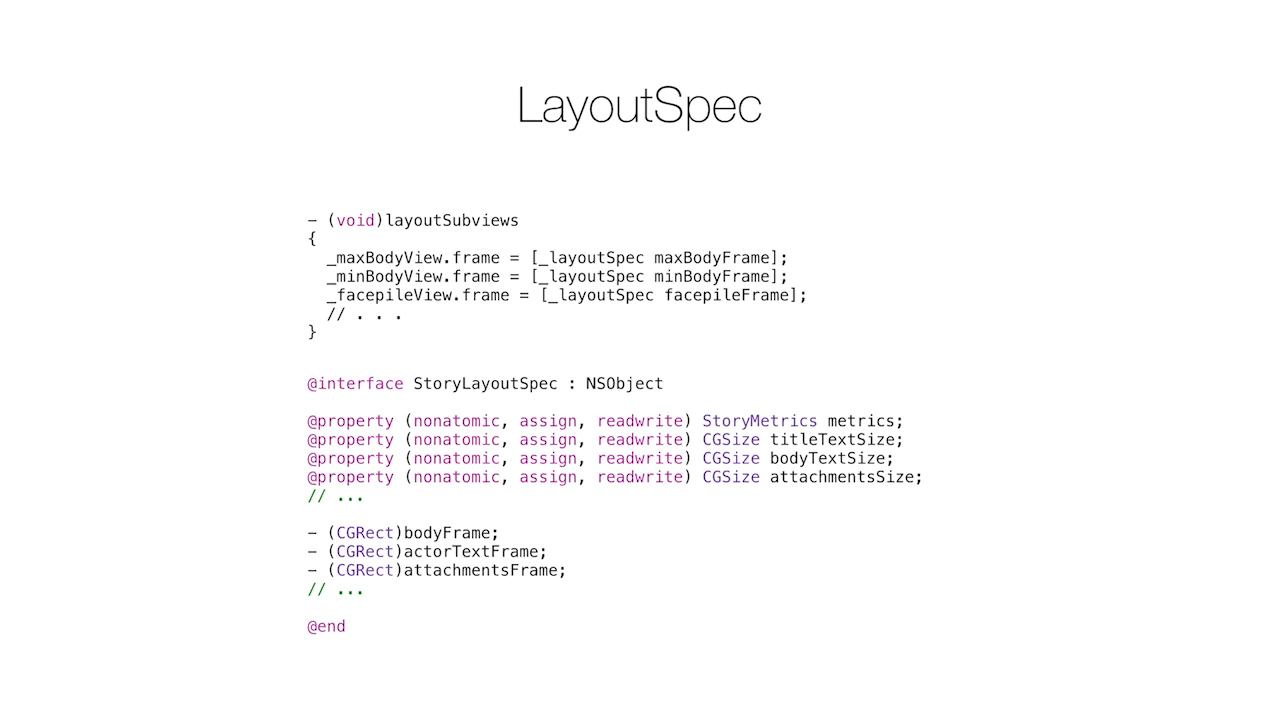 LayoutSpec
- (void)layoutSubviews
{
  _maxBodyView.frame = [_layoutSpec maxBodyFrame];
  _minBodyView.frame = [_layoutSpec minBodyFrame];
  _facepileView.frame = [_layoutSpec facepileFrame];
  // . . .
}
@interface StoryLayoutSpec : NSObject
@property (nonatomic, assign, readwrite) StoryMetrics metrics;
@property (nonatomic, assign, readwrite) CGSize titleTextSize;
@property (nonatomic, assign, readwrite) CGSize bodyTextSize;
@property (nonatomic, assign, readwrite) CGSize attachmentsSize;
// ...
- (CGRect)bodyFrame;
- (CGRect)actorTextFrame;
- (CGRect)attachmentsFrame;
// ...
@end